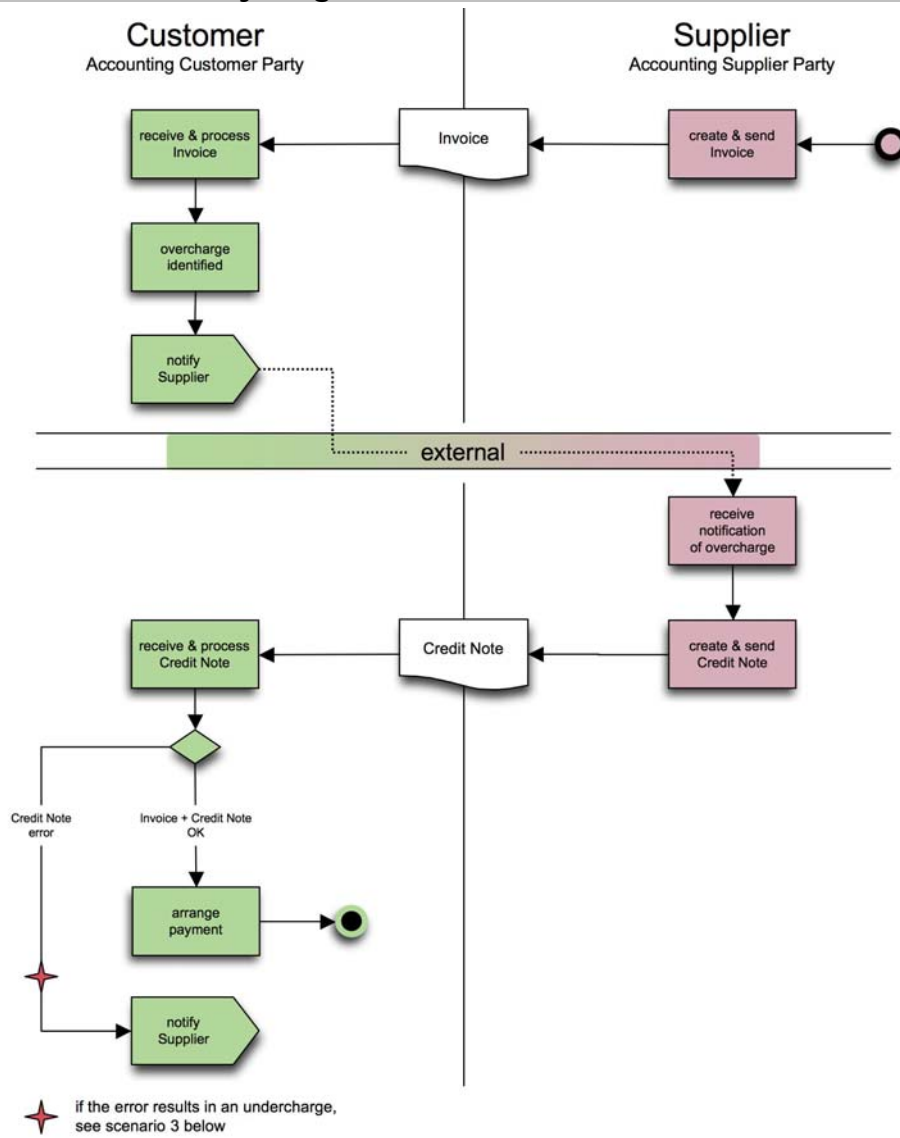 Customer
Accounting Customer Party
Supplier
Accounting Supplier Party
receive & process
Invoice
Invoice
create & send
Invoice
overcharge
identified
notify
Supplier
external
receive
notification
of overcharge
receive & process
Credit Note
Credit Note
create & send
Credit Note
Credit Note
error
Invoice + Credit Note
OK
arrange
payment
notify
Supplier
if the error results in an undercharge,
see scenario 3 below